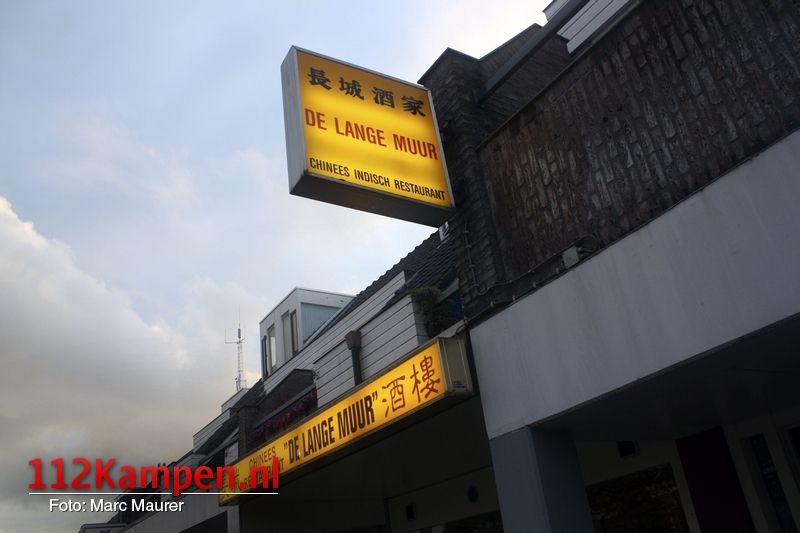 長城酒家
DE LANGE MUUR
CHINEES INDISCH RESTAURANT
CHINEES
"DE LANGE MUUR" 酒樓
112Kampen.nl
Foto: Marc Maurer